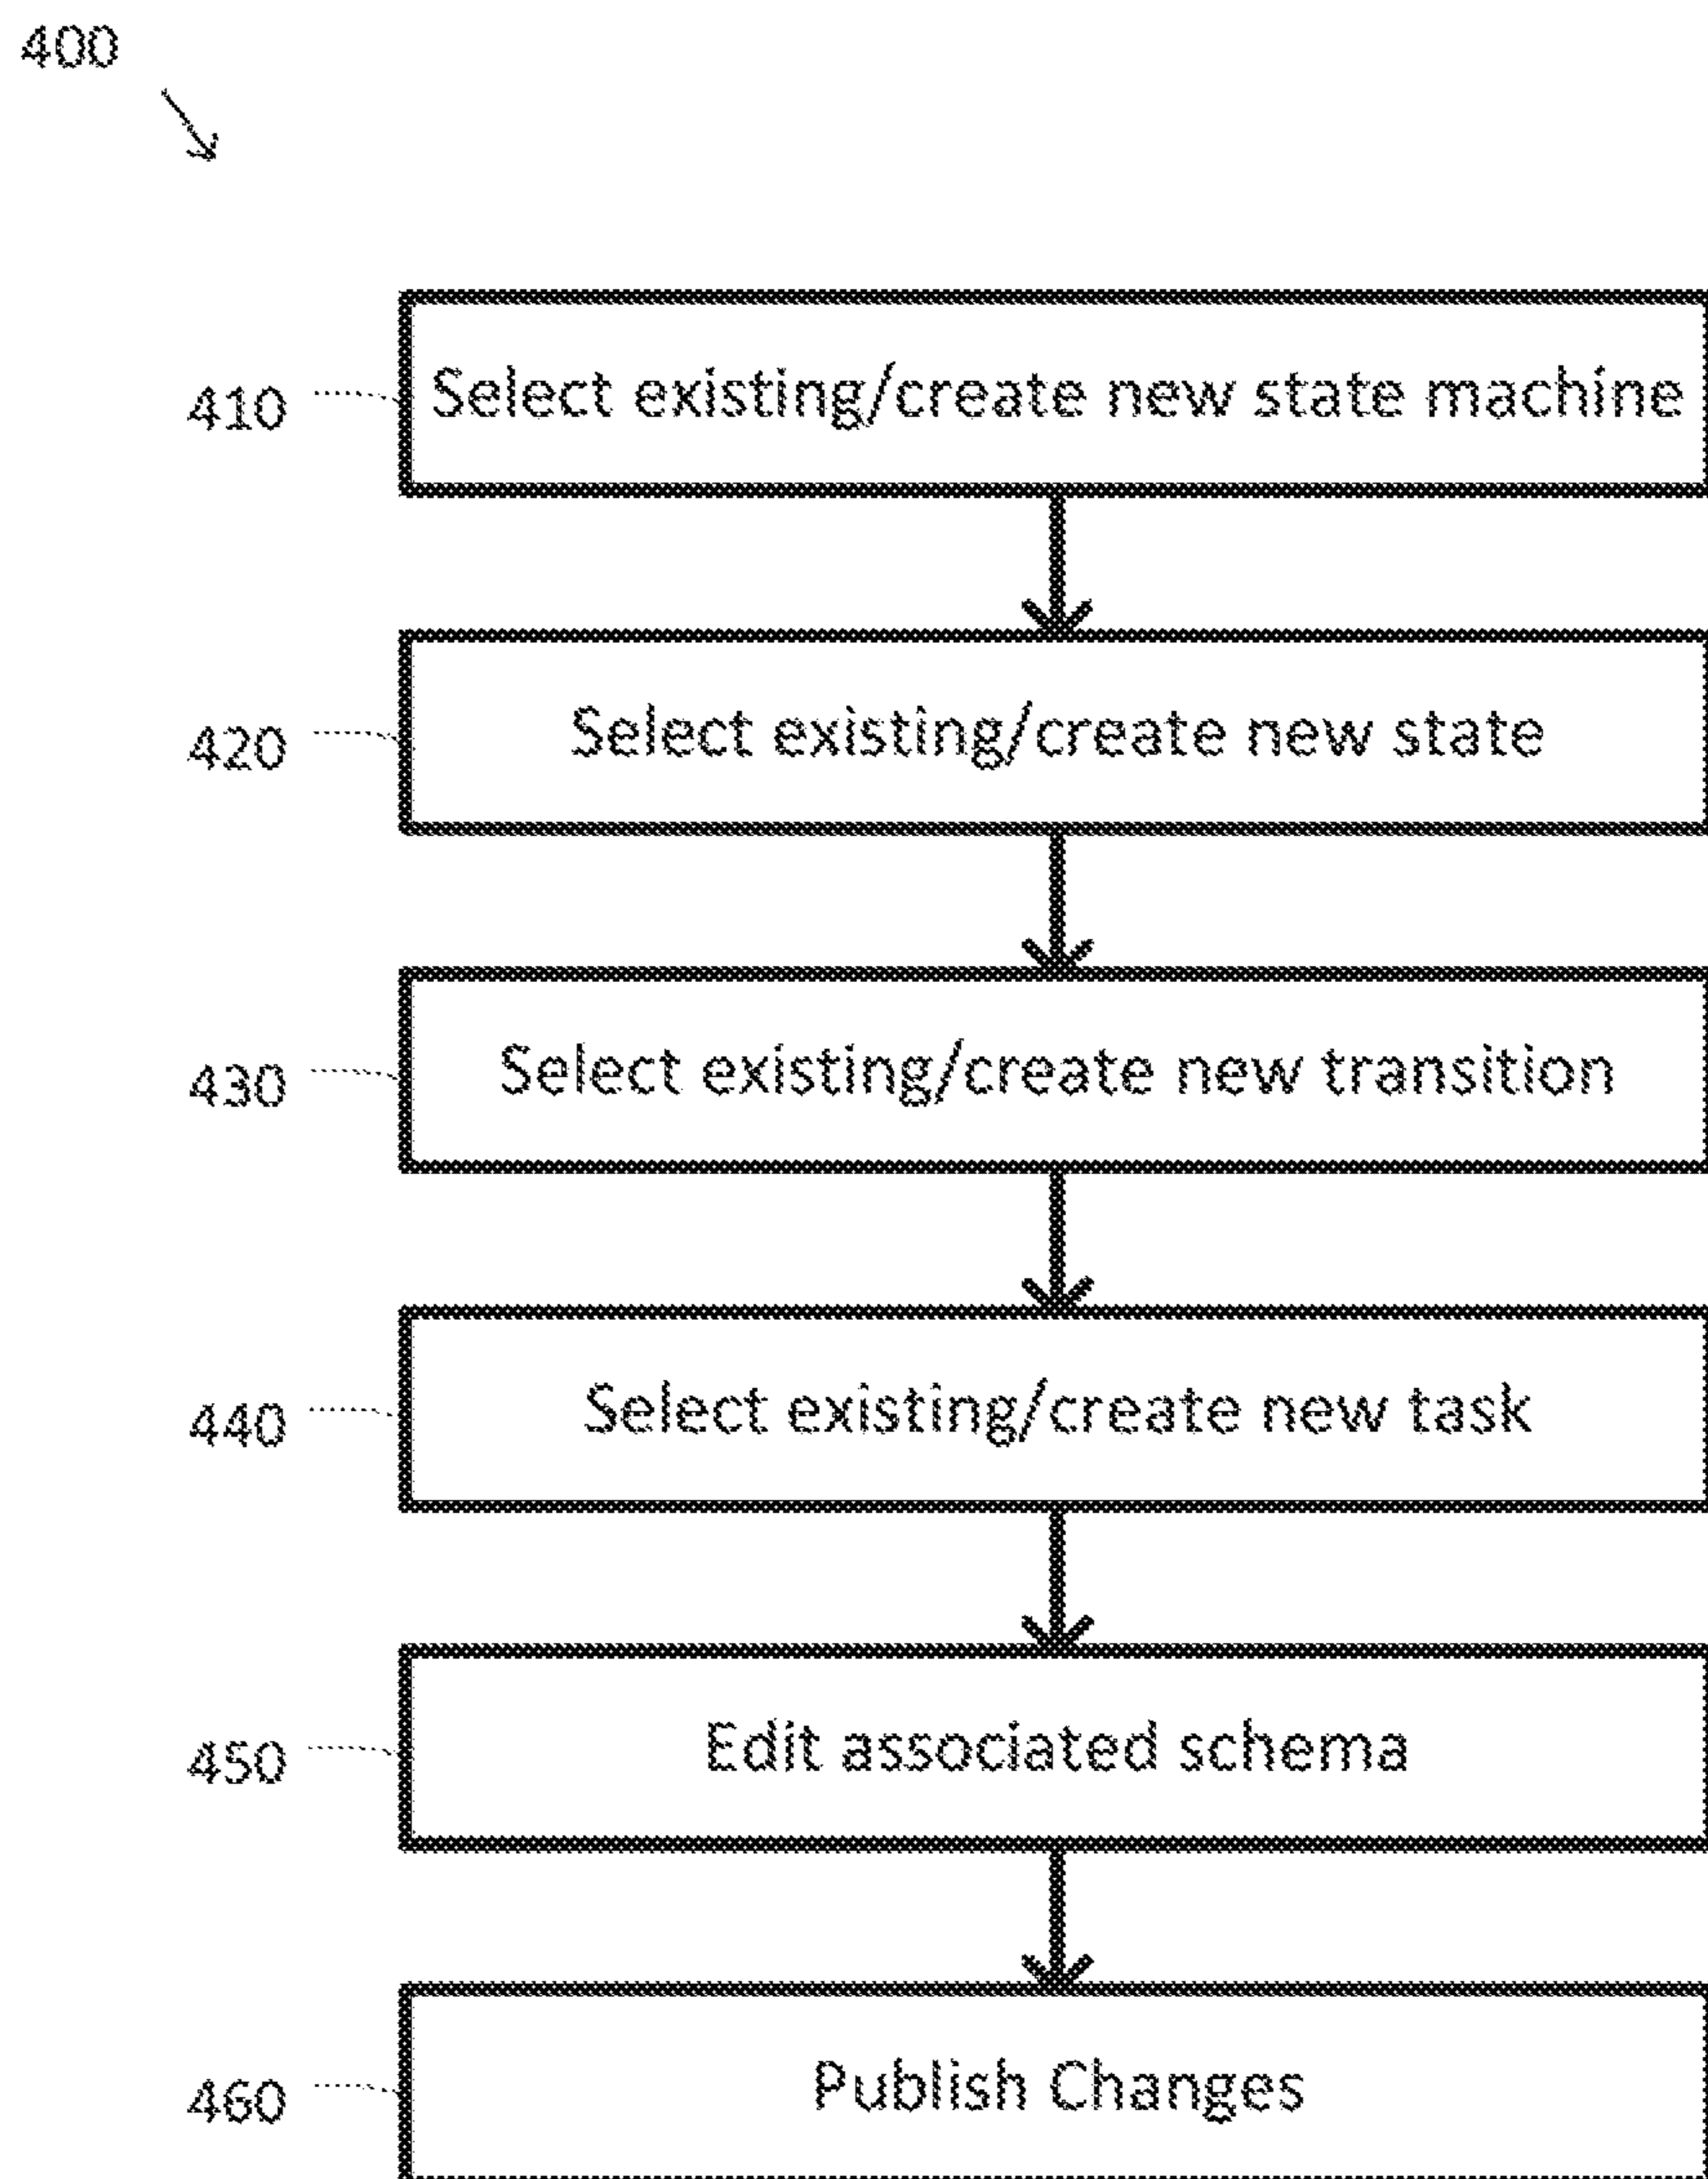 400
410 Select existing/create new state machine
420 Select existing/create new state
430 Select existing/create new transition
440 Select existing/create new task
450 Edit associated schema
460 Publish Changes